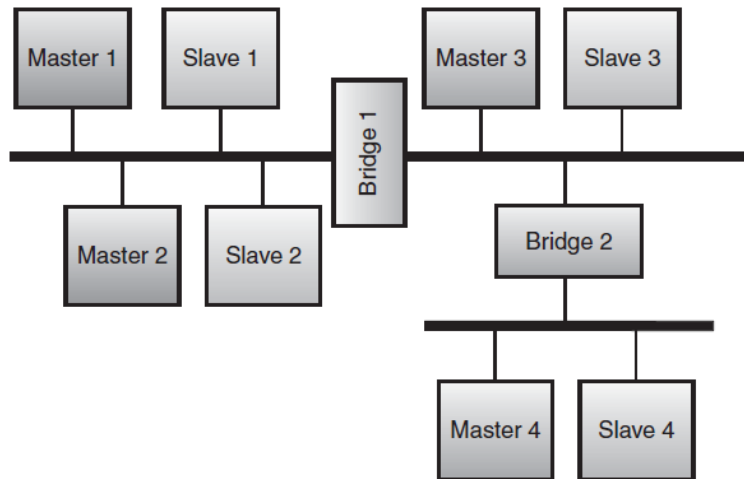 Master 1
Slave 1
Bridge 1
Master 3
Slave 3
Master 2
Slave 2
Bridge 2
Master 4
Slave 4